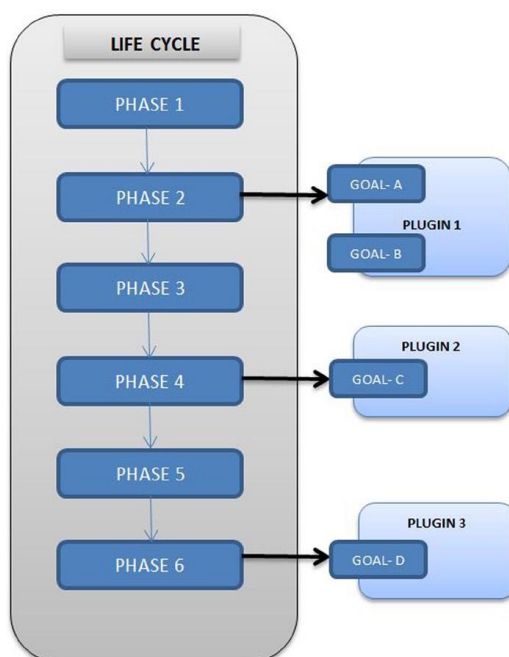 LIFE CYCLE
PHASE 1
PHASE 2
GOAL- A
PLUGIN 1
GOAL- B
PHASE 3
PLUGIN 2
PHASE 4
GOAL- C
PHASE 5
PLUGIN 3
PHASE 6
GOAL- D